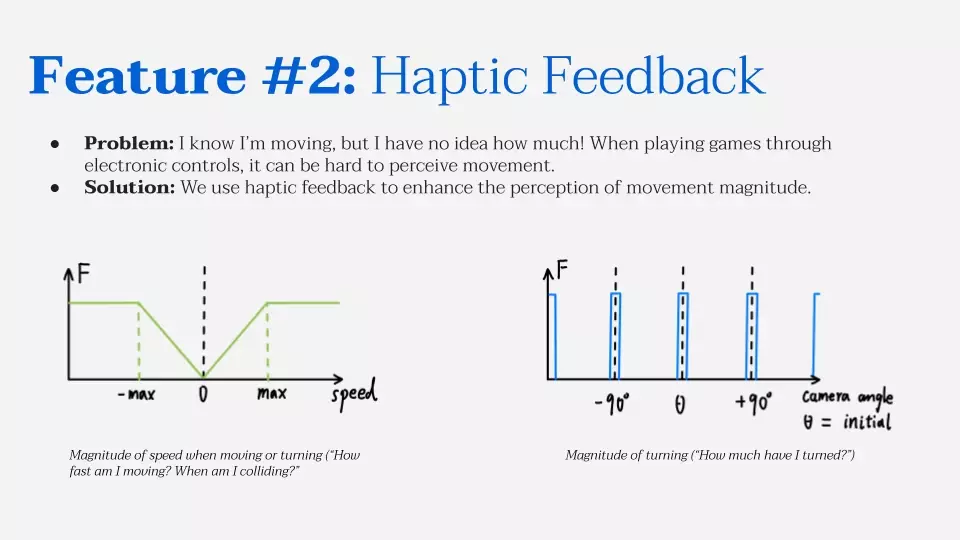 Feature #2: Haptic Feedback
● Problem: I know I'm moving, but I have no idea how much! When playing games through
electronic controls, it can be hard to perceive movement.
● Solution: We use haptic feedback to enhance the perception of movement magnitude.
F
-max 0 max speed
Magnitude of speed when moving or turning ("How
fast am I moving? When am I colliding?"
F
-90° θ +90° camera angle
θ = initial
Magnitude of turning ("How much have I turned?")